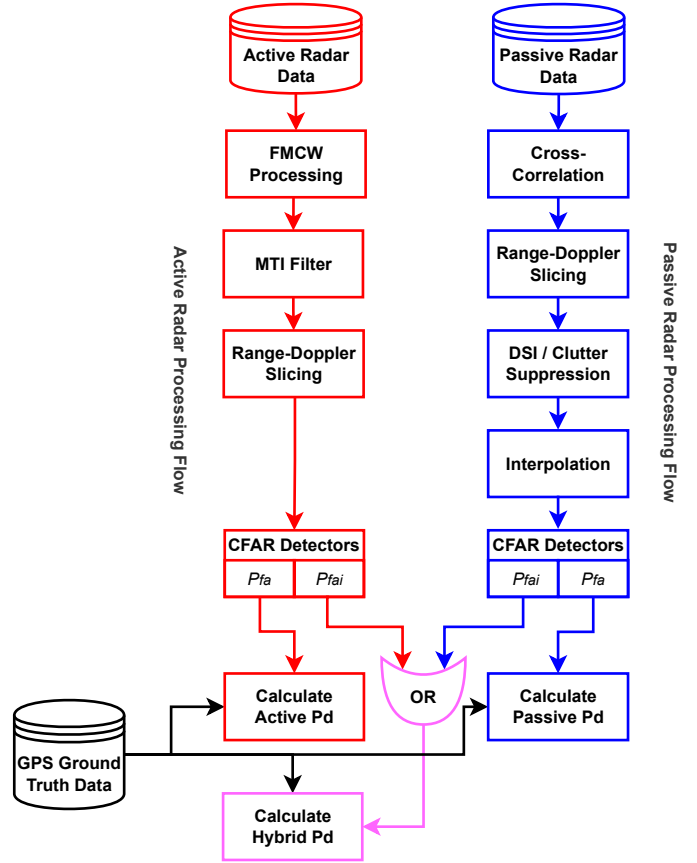 Active Radar
Data
Passive Radar
Data
FMCW
Processing
Cross-
Correlation
MTI Filter
Range-Doppler
Slicing
Range-Doppler
Slicing
DSI / Clutter
Suppression
Interpolation
Active Radar Processing Flow
Passive Radar Processing Flow
CFAR Detectors
Pfa
Pfai
CFAR Detectors
Pfai
Pfa
Calculate
Active Pd
OR
Calculate
Passive Pd
GPS Ground
Truth Data
Calculate
Hybrid Pd